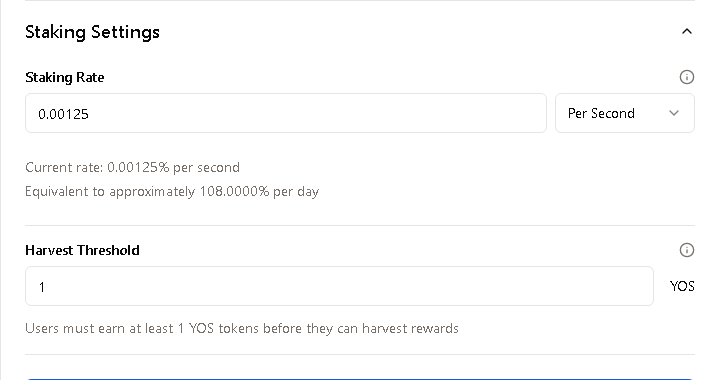 Staking Settings
Staking Rate
0.00125
Per Second
Current rate: 0.00125% per second
Equivalent to approximately 108.0000% per day
Harvest Threshold
1
YOS
Users must earn at least 1 YOS tokens before they can harvest rewards